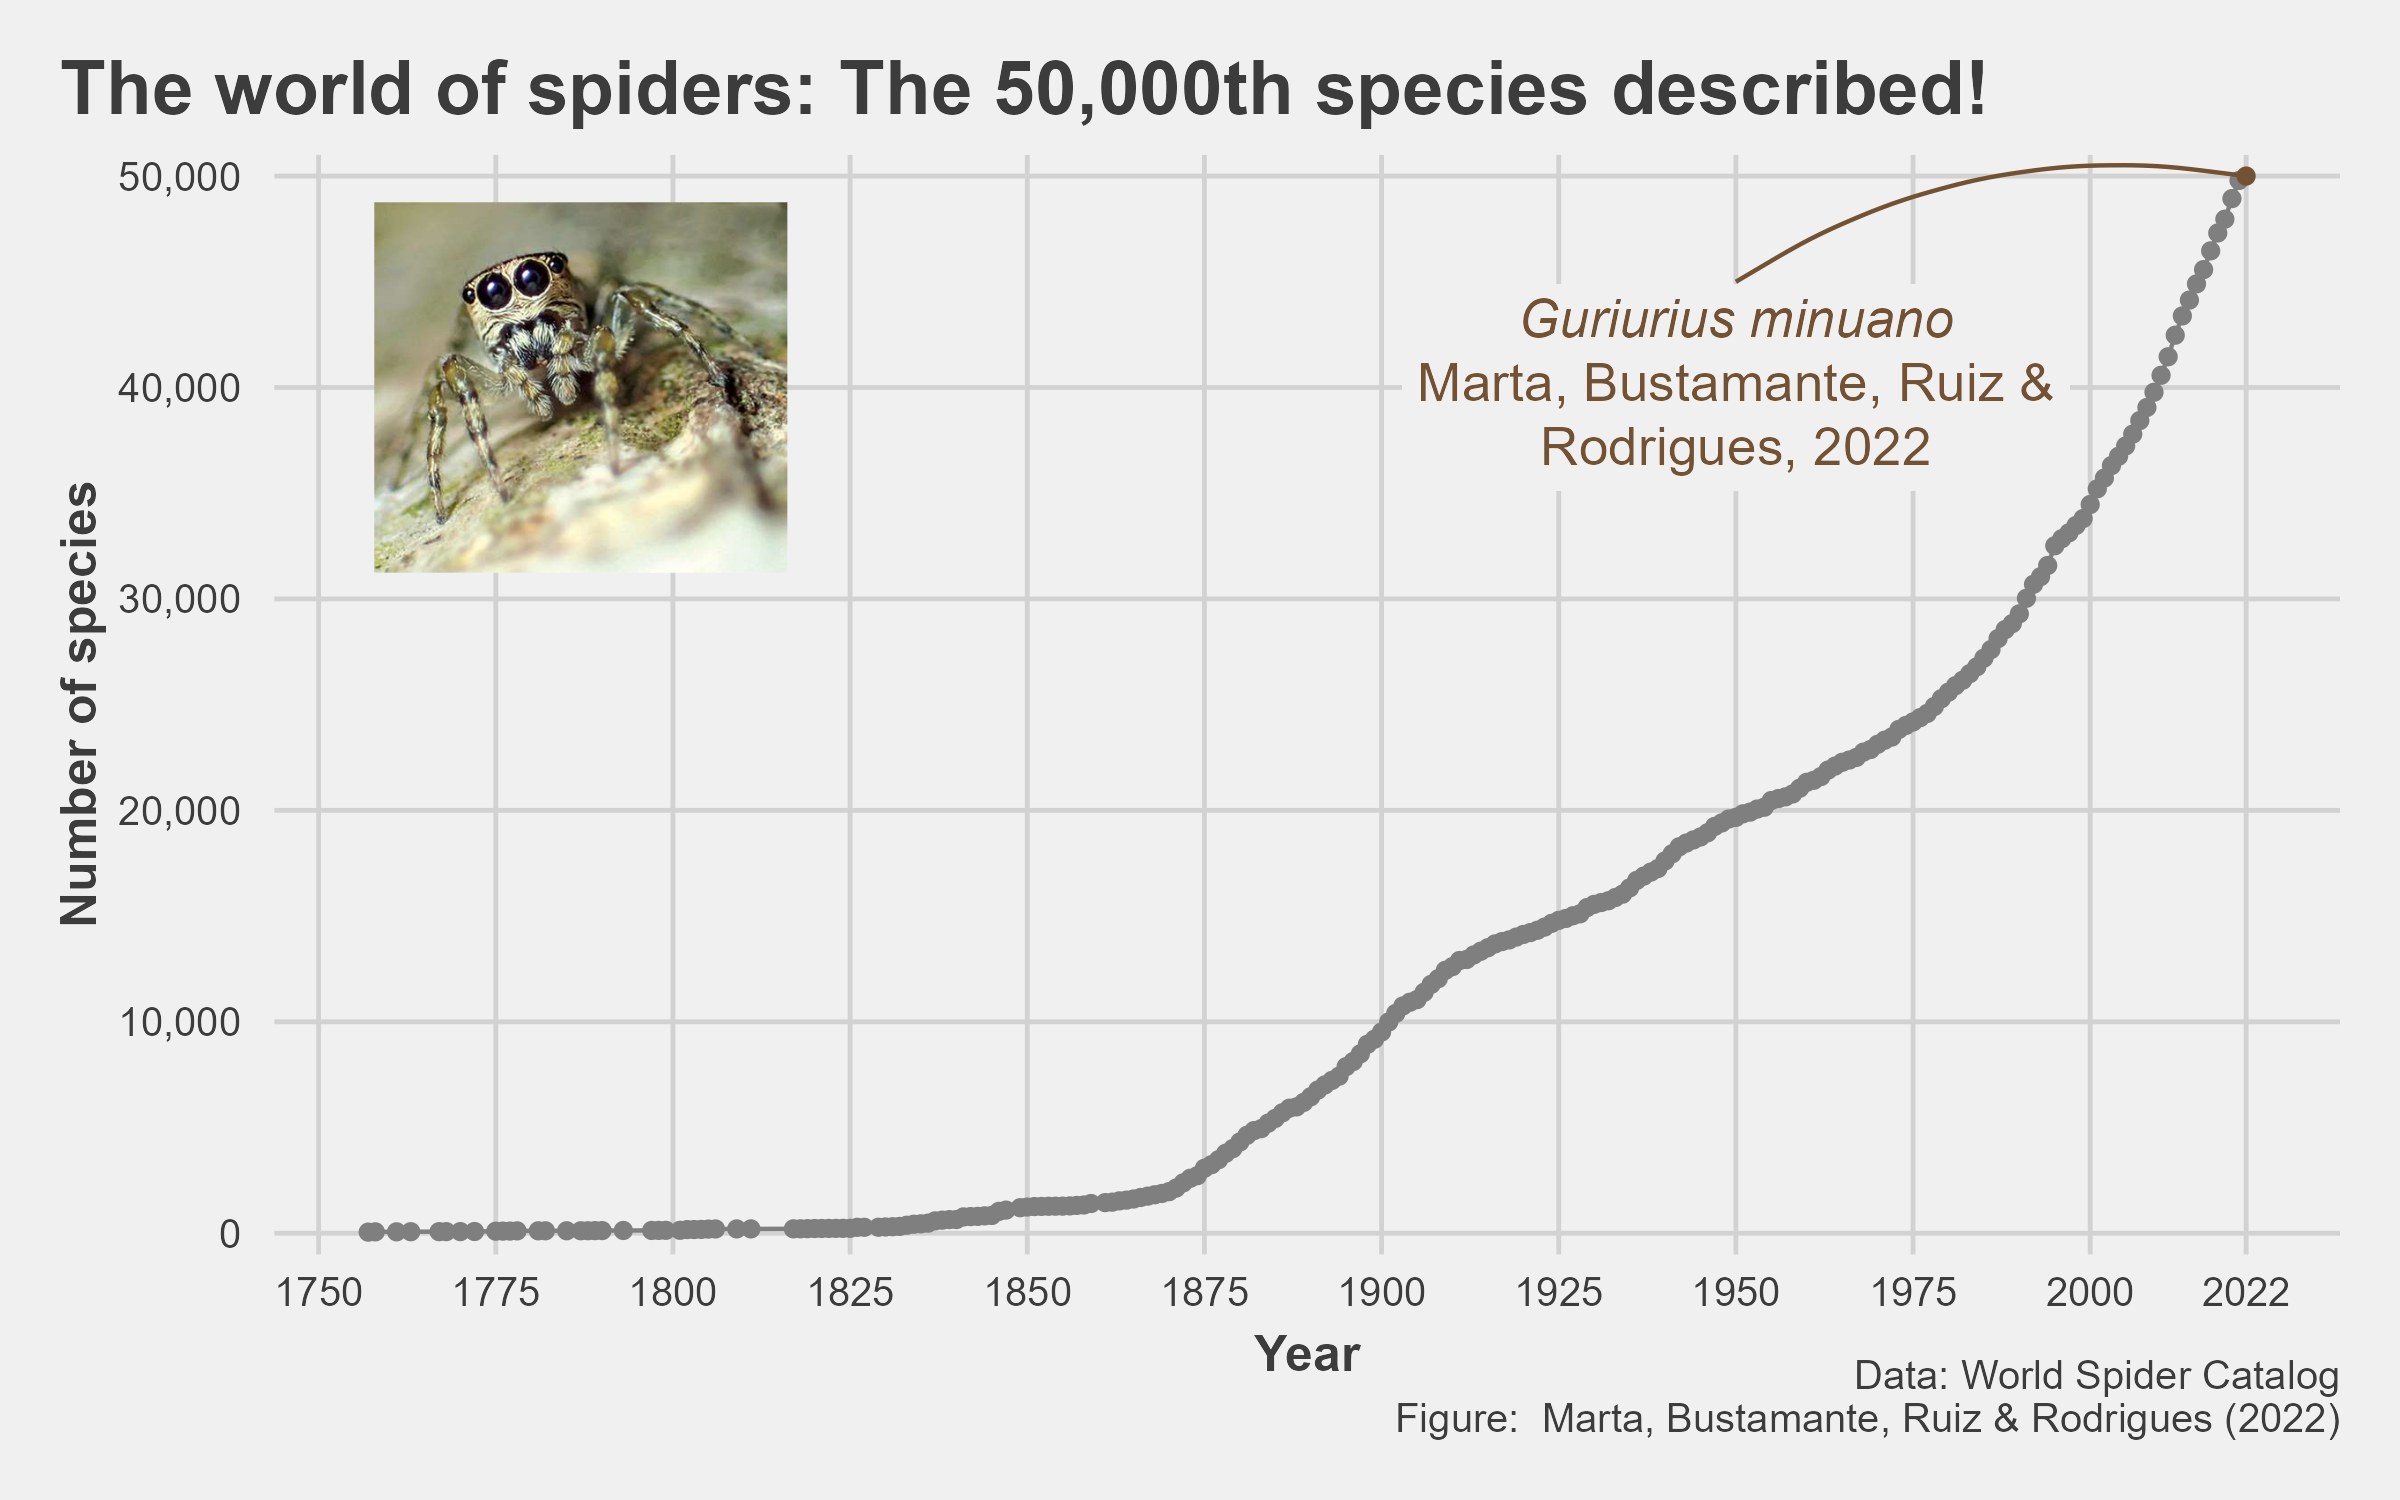 The world of spiders: The 50,000th species described!
50,000
40,000
30,000
20,000
10,000
0
Number of species
Guriurius minuano
Marta, Bustamante, Ruiz &
Rodrigues, 2022
1750 1775 1800 1825 1850 1875 1900 1925 1950 1975 2000 2022
Year
Data: World Spider Catalog
Figure:  Marta, Bustamante, Ruiz & Rodrigues (2022)